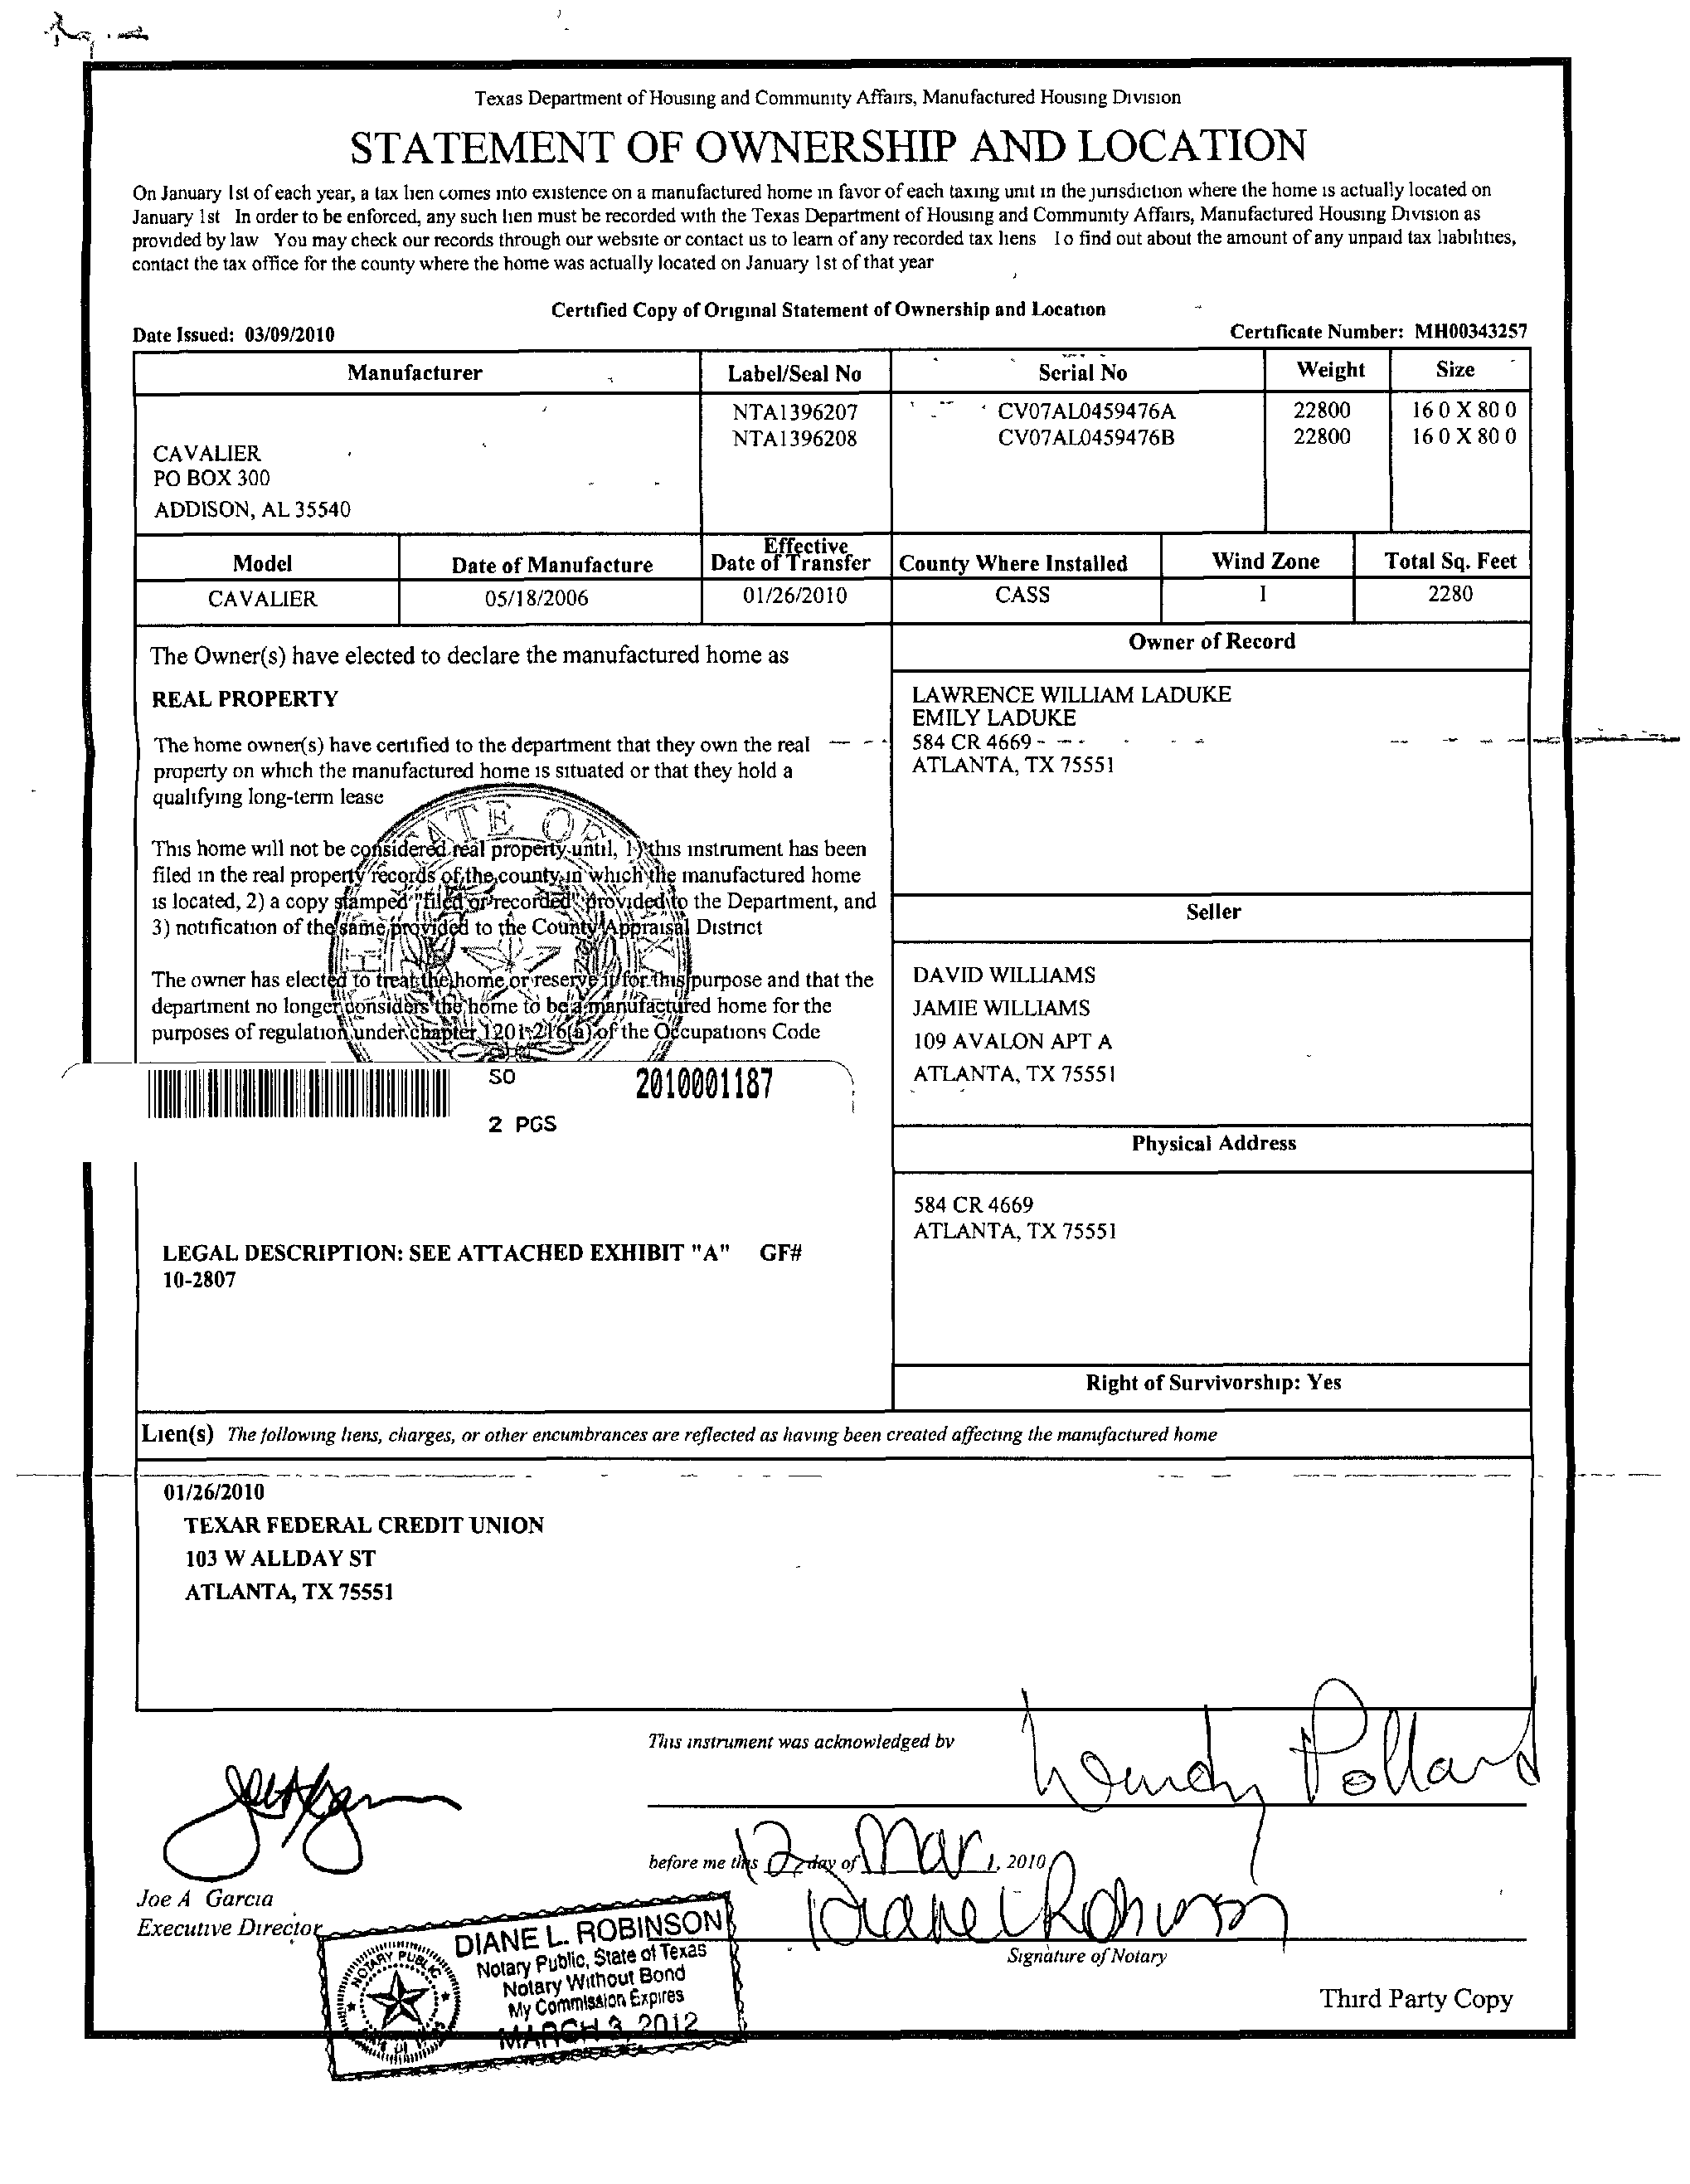 Texas Department of Housing and Community Affairs, Manufactured Housing Division
STATEMENT OF OWNERSHIP AND LOCATION
On January 1st of each year, a tax lien comes into existence on a manufactured home in favor of each taxing unit in the jurisdiction where the home is actually located on
January 1st In order to be enforced, any such lien must be recorded with the Texas Department of Housing and Community Affairs, Manufactured Housing Division as
provided by law You may check our records through our website or contact us to learn of any recorded tax liens To find out about the amount of any unpaid tax liabilities,
contact the tax office for the county where the home was actually located on January 1st of that year
Certified Copy of Original Statement of Ownership and Location
Date Issued: 03/09/2010 Certificate Number: MH00343257
Manufacturer Label/Seal No Serial No Weight Size
NTA1396207 CV07AL0459476A 22800 16 0 X 80 0
NTA1396208 CV07AL0459476B 22800 16 0 X 80 0
CAVALIER
PO BOX 300
ADDISON, AL 35540
Model Date of Manufacture Effective Date of Transfer County Where Installed Wind Zone Total Sq. Feet
CAVALIER 05/18/2006 01/26/2010 CASS I 2280
The Owner(s) have elected to declare the manufactured home as
REAL PROPERTY
The home owner(s) have certified to the department that they own the real
property on which the manufactured home is situated or that they hold a
qualifying long-term lease
This home will not be considered real property until, 1) this instrument has been
filed in the real property records of the county in which the manufactured home
is located, 2) a copy stamped "filed or recorded" provided to the Department, and
3) notification of the same provided to the County Appraisal District
The owner has elected to treat the home or reserve it for this purpose and that the
department no longer considers the home to be a manufactured home for the
purposes of regulation under chapter 1201.216(a) of the Occupations Code
SO 2010001187
2 PGS
LEGAL DESCRIPTION: SEE ATTACHED EXHIBIT "A" GF#
10-2807
Owner of Record
LAWRENCE WILLIAM LADUKE
EMILY LADUKE
584 CR 4669
ATLANTA, TX 75551
Seller
DAVID WILLIAMS
JAMIE WILLIAMS
109 AVALON APT A
ATLANTA, TX 75551
Physical Address
584 CR 4669
ATLANTA, TX 75551
Right of Survivorship: Yes
Lien(s) The following liens, charges, or other encumbrances are reflected as having been created affecting the manufactured home
01/26/2010
TEXAR FEDERAL CREDIT UNION
103 W ALLDAY ST
ATLANTA, TX 75551
This instrument was acknowledged by Wendy Pollard
before me this 12 day of Mar, 2010
Joe A Garcia
Executive Director
Diane L Robinson
Signature of Notary
DIANE L. ROBINSON
Notary Public, State of Texas
Notary Without Bond
My Commission Expires
MARCH 3, 2012
NOTARY PUBLIC
Third Party Copy